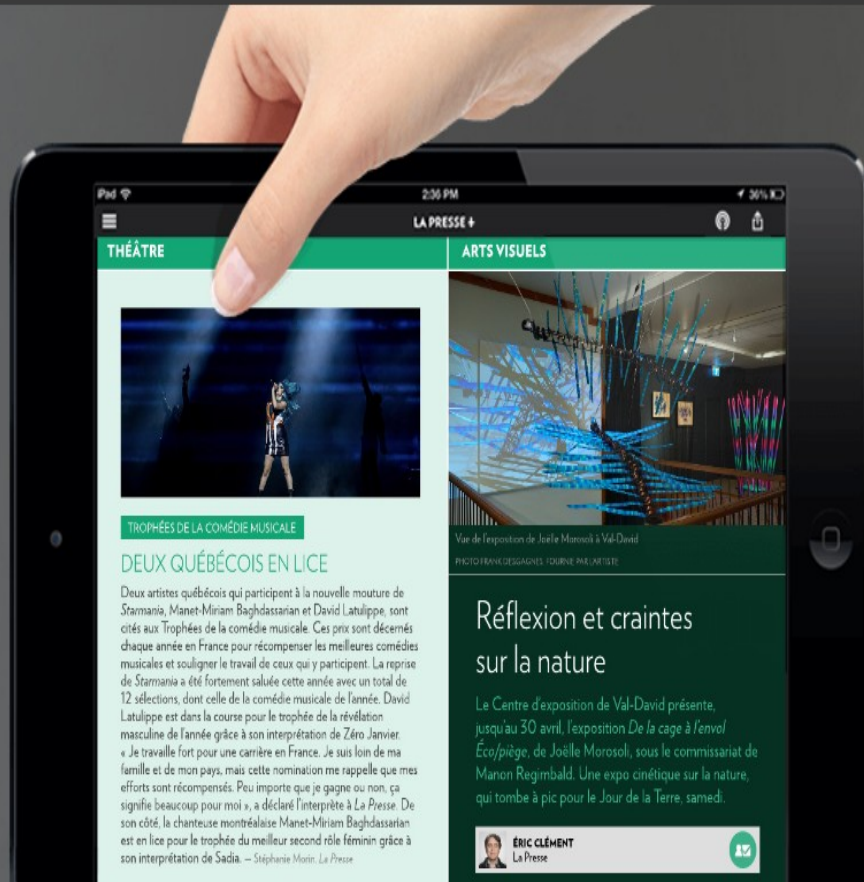 iPad
2:36 PM
36%
LA PRESSE +
THÉÂTRE
TROPHÉES DE LA COMÉDIE MUSICALE
DEUX QUÉBÉCOIS EN LICE
Deux artistes québécois qui participent à la nouvelle mouture de
Starmania, Manet-Miriam Baghdassarian et David Latulippe, sont
cités aux Trophées de la comédie musicale. Ces prix sont décernés
chaque année en France pour récompenser les meilleures comédies
musicales et souligner le travail de ceux qui y participent. La reprise
de Starmania a été fortement saluée cette année avec un total de
12 sélections, dont celle de la comédie musicale de l'année. David
Latulippe est dans la course pour le trophée de la révélation
masculine de l'année grâce à son interprétation de Zéro Janvier.
« Je travaille fort pour une carrière en France. Je suis loin de ma
famille et de mon pays, mais cette nomination me rappelle que mes
efforts sont récompensés. Peu importe que je gagne ou non, ça
signifie beaucoup pour moi », a déclaré l'interprète à La Presse. De
son côté, la chanteuse montréalaise Manet-Miriam Baghdassarian
est en lice pour le trophée du meilleur second rôle féminin grâce à
son interprétation de Sadia. — Stéphanie Morin, La Presse
ARTS VISUELS
Vue de l'exposition de Joëlle Morosoli à Val-David
PHOTO FRANK DESGAGNÉS, FOURNIE PAR L'ARTISTE
Réflexion et craintes
sur la nature
Le Centre d'exposition de Val-David présente,
jusqu'au 30 avril, l'exposition De la cage à l'envol
Éco/piège, de Joëlle Morosoli, sous le commissariat de
Manon Regimbald. Une expo cinétique sur la nature,
qui tombe à pic pour le Jour de la Terre, samedi.
ÉRIC CLÉMENT
La Presse